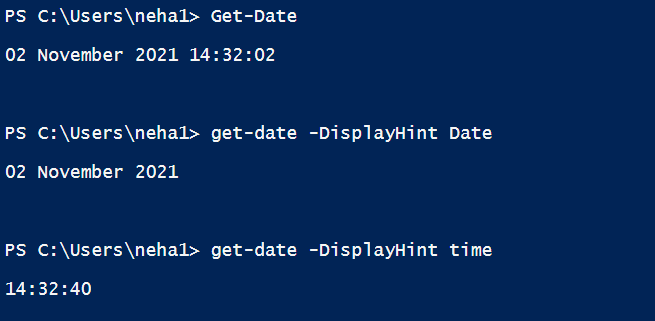 PS C:\Users\neha1> Get-Date
02 November 2021 14:32:02
PS C:\Users\neha1> get-date -DisplayHint Date
02 November 2021
PS C:\Users\neha1> get-date -DisplayHint time
14:32:40